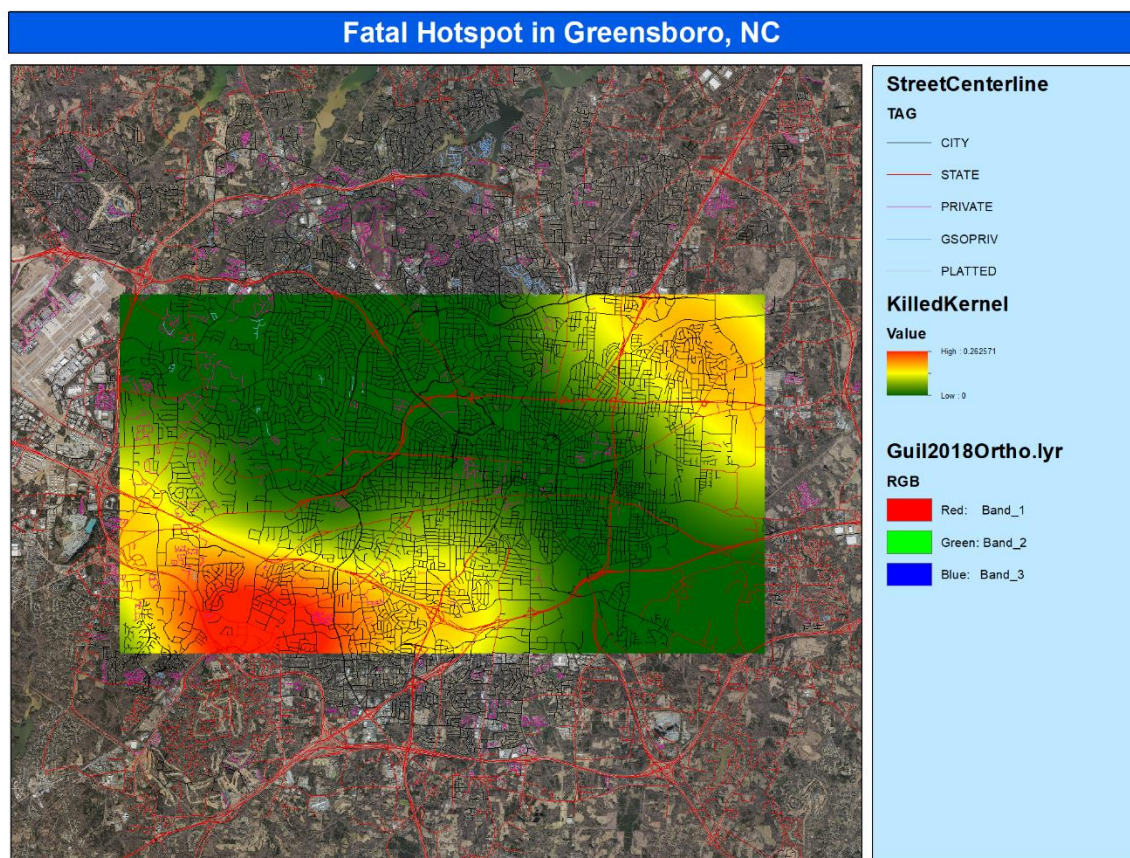 Fatal Hotspot in Greensboro, NC
StreetCenterline
TAG
CITY
STATE
PRIVATE
GSOPRIV
PLATTED
KilledKernel
Value
High : 0.262571
Low : 0
Guil2018Ortho.lyr
RGB
Red: Band_1
Green: Band_2
Blue: Band_3